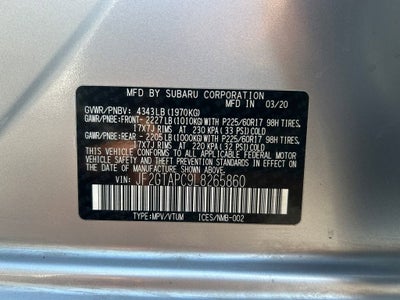 MFD BY SUBARU CORPORATION
MFD IN 03/20
GVWR/PNBV: 4343LB (1970KG)
GAWR/PNBE:FRONT- 2227LB (1010KG)WITH P225/60R17 98H TIRES,
17X7J RIMS AT 230 KPA (33 PSI)COLD
GAWR/PNBE:REAR - 2205LB (1000KG)WITH P225/60R17 98H TIRES,
17X7J RIMS AT 220 KPA (32 PSI)COLD
THIS VEHICLE CONFORMS TO ALL APPLICABLE FEDERAL MOTOR
VEHICLE SAFETY STANDARDS IN EFFECT ON THE DATE OF
MANUFACTURE SHOWN ABOVE.
VIN: JF2GTAPC9L8265860
TYPE:MPV/VTUM ICES/NMB-002